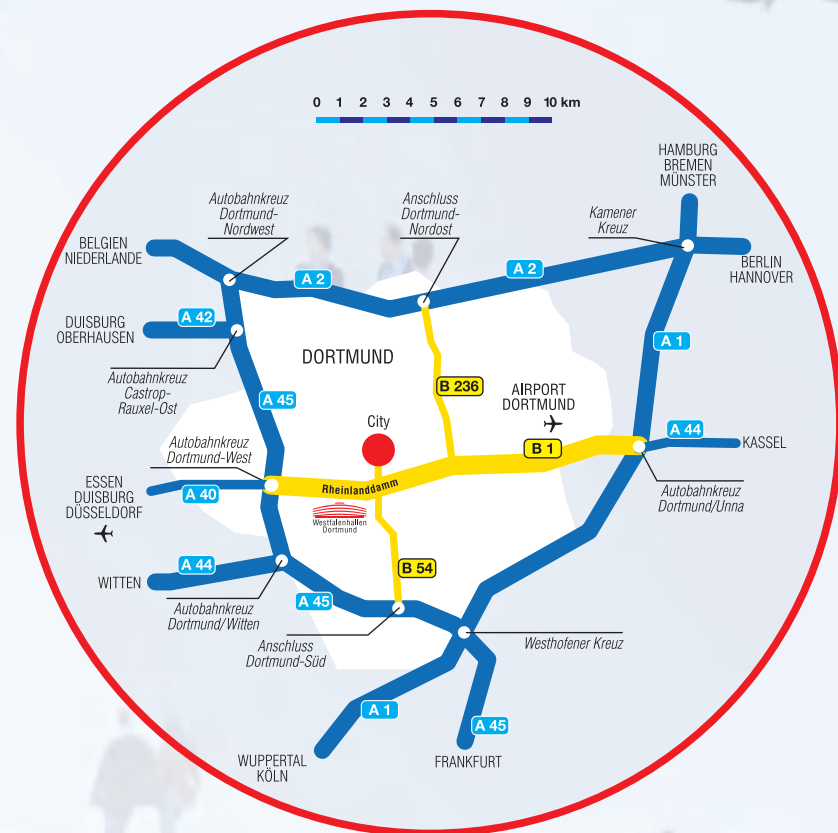 0 1 2 3 4 5 6 7 8 9 10 km
HAMBURG
BREMEN
MÜNSTER
Autobahnkreuz
Dortmund-
Nordwest
Anschluss
Dortmund-
Nordost
Kamener
Kreuz
BELGIEN
NIEDERLANDE
BERLIN
HANNOVER
A 2
A 2
A 42
DUISBURG
OBERHAUSEN
A 1
DORTMUND
Autobahnkreuz
Castrop-
Rauxel-Ost
B 236
AIRPORT
DORTMUND
A 45
City
A 44
KASSEL
Autobahnkreuz
Dortmund-West
B 1
ESSEN
DUISBURG
DÜSSELDORF
A 40
Rheinlanddamm
Autobahnkreuz
Dortmund/Unna
Westfalenhallen
Dortmund
A 44
WITTEN
B 54
Autobahnkreuz
Dortmund/Witten
A 45
Anschluss
Dortmund-Süd
Westhofener Kreuz
A 1
A 45
WUPPERTAL
KÖLN
FRANKFURT